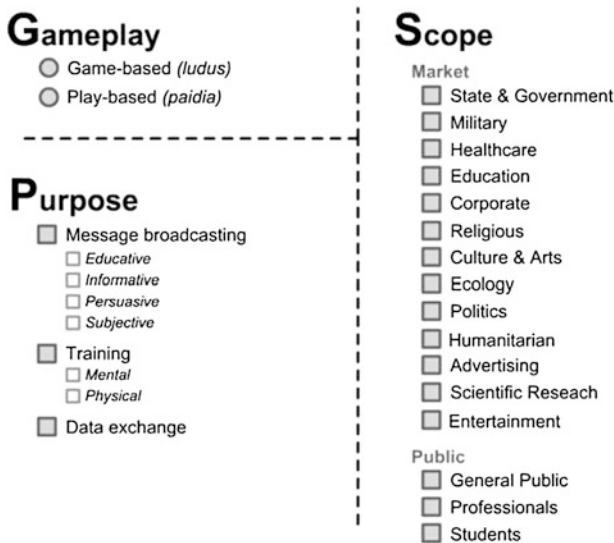 Gameplay
Game-based (ludus)
Play-based (paidia)
Purpose
Message broadcasting
Educative
Informative
Persuasive
Subjective
Training
Mental
Physical
Data exchange
Scope
Market
State & Government
Military
Healthcare
Education
Corporate
Religious
Culture & Arts
Ecology
Politics
Humanitarian
Advertising
Scientific Reseach
Entertainment
Public
General Public
Professionals
Students